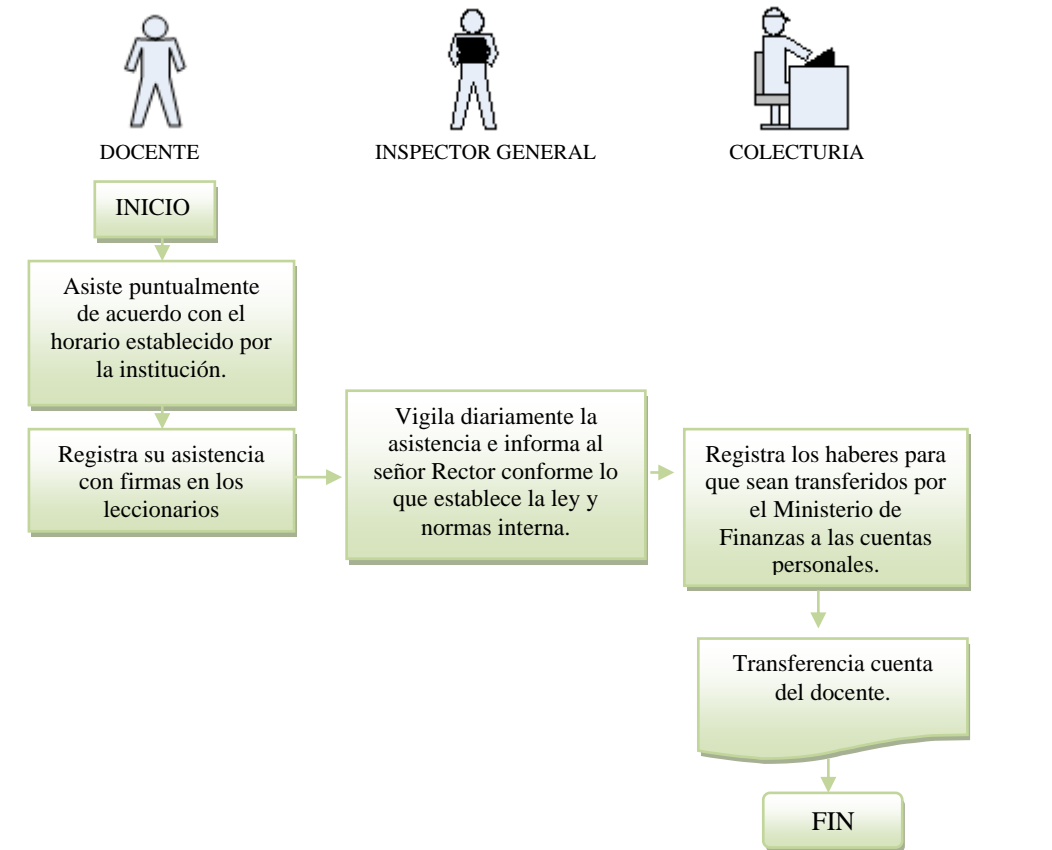 DOCENTE
INSPECTOR GENERAL
COLECTURIA
INICIO
Asiste puntualmente
de acuerdo con el
horario establecido por
la institución.
Registra su asistencia
con firmas en los
leccionarios
Vigila diariamente la
asistencia e informa al
señor Rector conforme lo
que establece la ley y
normas interna.
Registra los haberes para
que sean transferidos por
el Ministerio de
Finanzas a las cuentas
personales.
Transferencia cuenta
del docente.
FIN